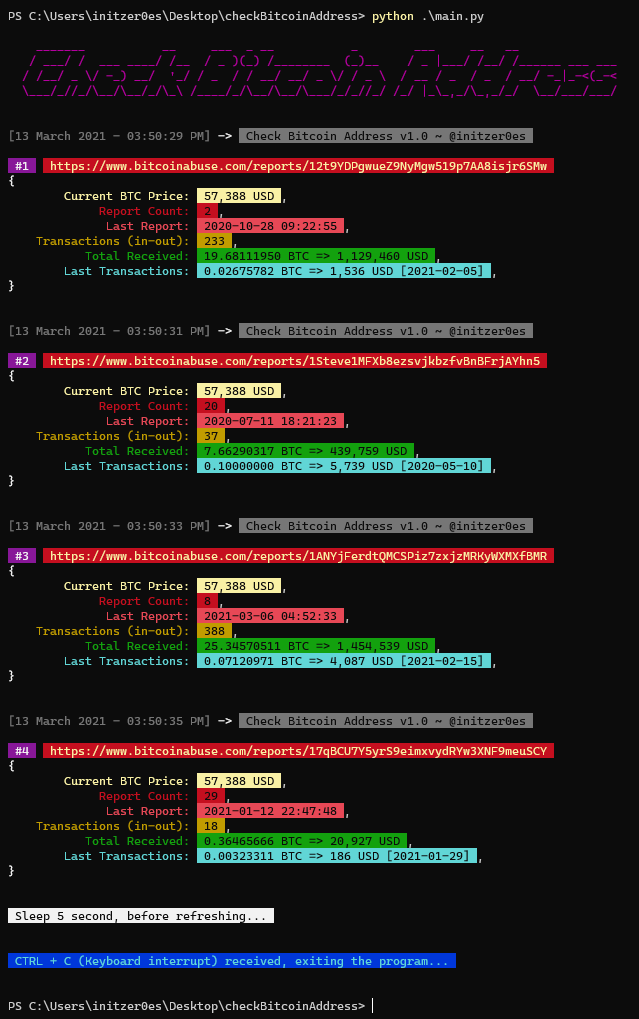 PS C:\Users\initzer0es\Desktop\checkBitcoinAddress> python .\main.py
Check Bitcoin Address
[13 March 2021 - 03:50:29 PM] -> Check Bitcoin Address v1.0 ~ @initzer0es
#1 https://www.bitcoinabuse.com/reports/12t9YDPgwueZ9NyMgw519p7AA8isjr6SMw
{
Current BTC Price: 57,388 USD ,
Report Count: 2 ,
Last Report: 2020-10-28 09:22:55 ,
Transactions (in-out): 233 ,
Total Received: 19.68111950 BTC => 1,129,460 USD ,
Last Transactions: 0.02675782 BTC => 1,536 USD [2021-02-05] ,
}
[13 March 2021 - 03:50:31 PM] -> Check Bitcoin Address v1.0 ~ @initzer0es
#2 https://www.bitcoinabuse.com/reports/1Steve1MFXb8ezsvjkbzfvBnBFrjAYhn5
{
Current BTC Price: 57,388 USD ,
Report Count: 20 ,
Last Report: 2020-07-11 18:21:23 ,
Transactions (in-out): 37 ,
Total Received: 7.66290317 BTC => 439,759 USD ,
Last Transactions: 0.10000000 BTC => 5,739 USD [2020-05-10] ,
}
[13 March 2021 - 03:50:33 PM] -> Check Bitcoin Address v1.0 ~ @initzer0es
#3 https://www.bitcoinabuse.com/reports/1ANYjFerdtQMCSPiz7zxjzMRKyWXMXfBMR
{
Current BTC Price: 57,388 USD ,
Report Count: 8 ,
Last Report: 2021-03-06 04:52:33 ,
Transactions (in-out): 388 ,
Total Received: 25.34570511 BTC => 1,454,539 USD ,
Last Transactions: 0.07120971 BTC => 4,087 USD [2021-02-15] ,
}
[13 March 2021 - 03:50:35 PM] -> Check Bitcoin Address v1.0 ~ @initzer0es
#4 https://www.bitcoinabuse.com/reports/17qBCU7Y5yrS9eimxvydRYw3XNF9meuSCY
{
Current BTC Price: 57,388 USD ,
Report Count: 29 ,
Last Report: 2021-01-12 22:47:48 ,
Transactions (in-out): 18 ,
Total Received: 0.36465666 BTC => 20,927 USD ,
Last Transactions: 0.00323311 BTC => 186 USD [2021-01-29] ,
}
Sleep 5 second, before refreshing...
CTRL + C (Keyboard interrupt) received, exiting the program...
PS C:\Users\initzer0es\Desktop\checkBitcoinAddress>